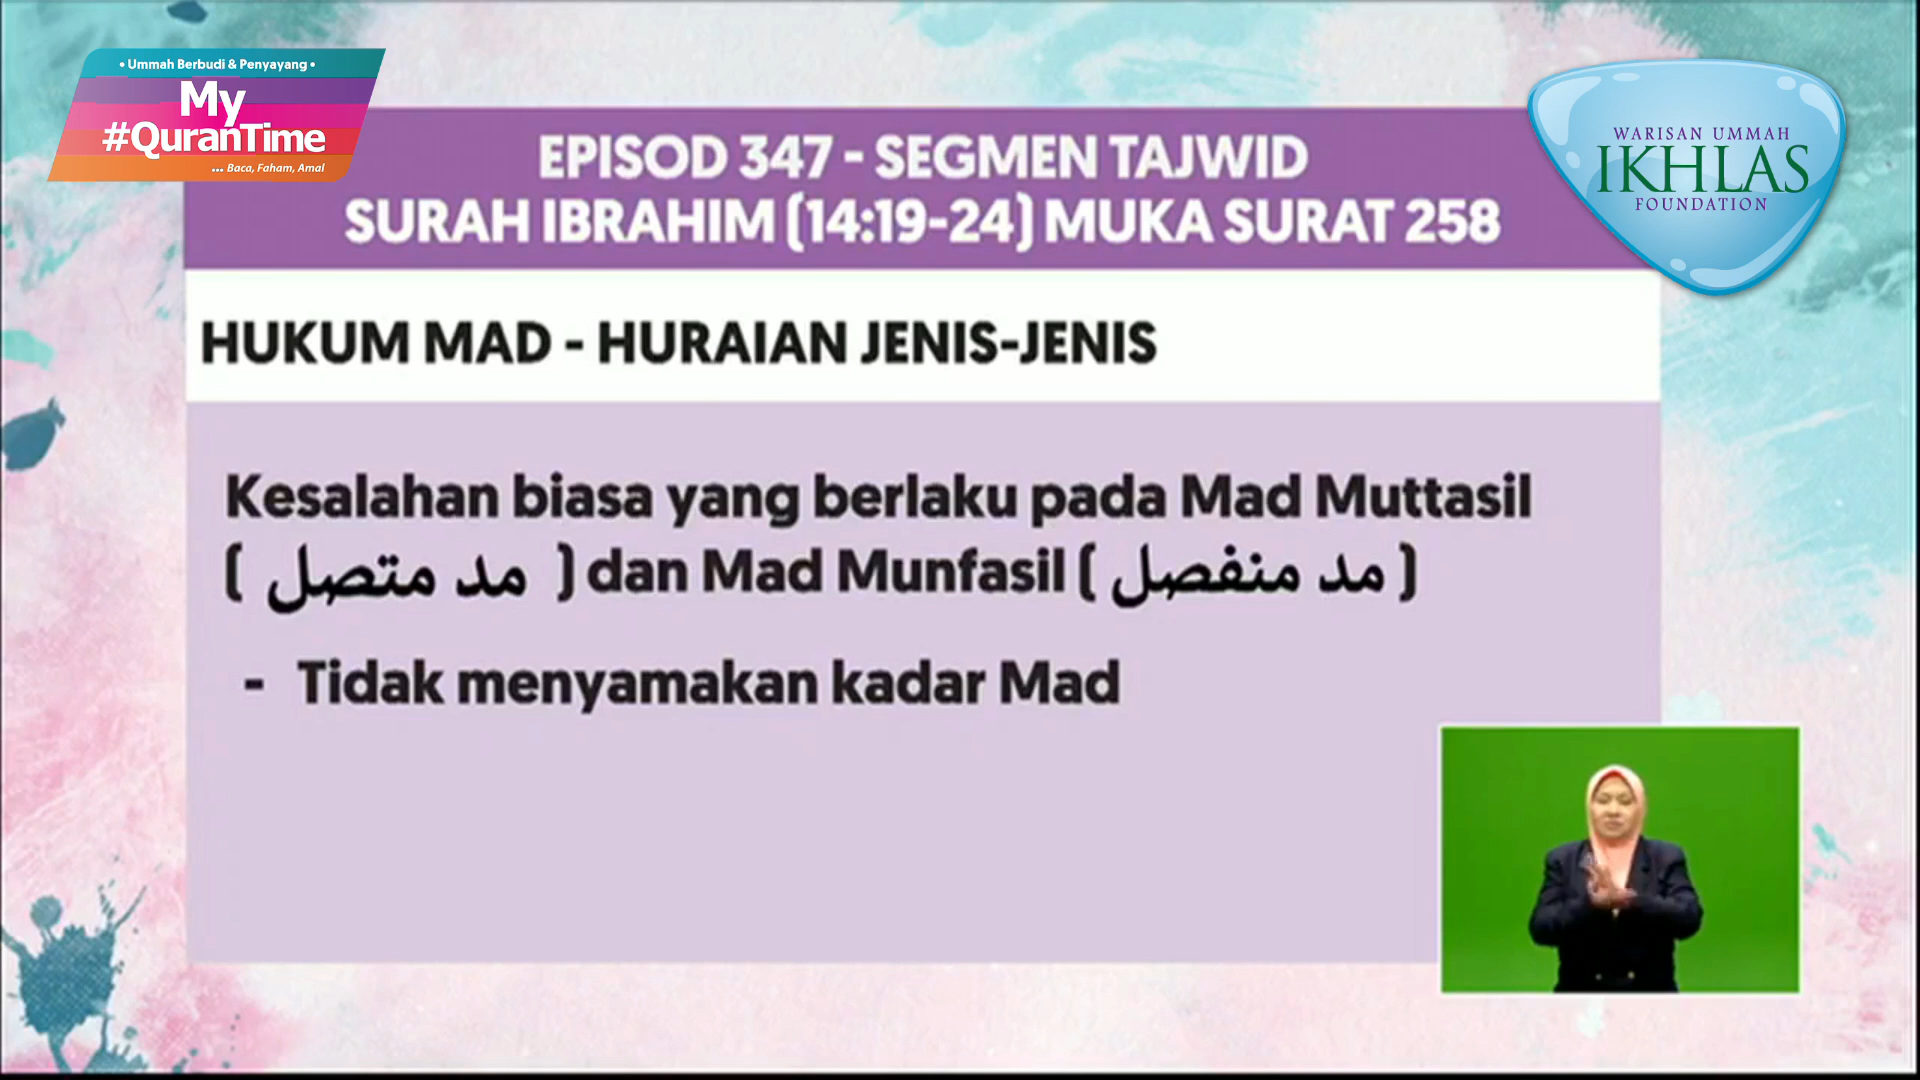 • Ummah Berbudi & Penyayang •
My
#QuranTime
... Baca, Faham, Amal
WARISAN UMMAH
IKHLAS
FOUNDATION
EPISOD 347 - SEGMEN TAJWID
SURAH IBRAHIM (14:19-24) MUKA SURAT 258
HUKUM MAD - HURAIAN JENIS-JENIS
Kesalahan biasa yang berlaku pada Mad Muttasil
( مد متصل ) dan Mad Munfasil ( مد منفصل )
- Tidak menyamakan kadar Mad